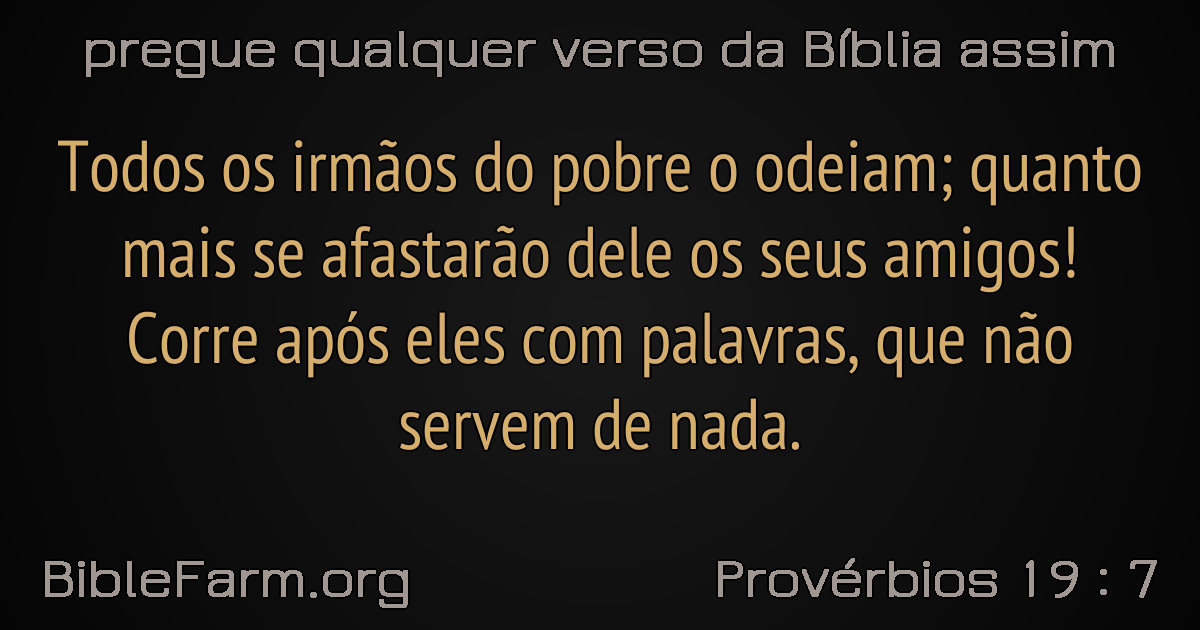 pregue qualquer verso da Bíblia assim
Todos os irmãos do pobre o odeiam; quanto
mais se afastarão dele os seus amigos!
Corre após eles com palavras, que não
servem de nada.
BibleFarm.org
Provérbios 19 : 7